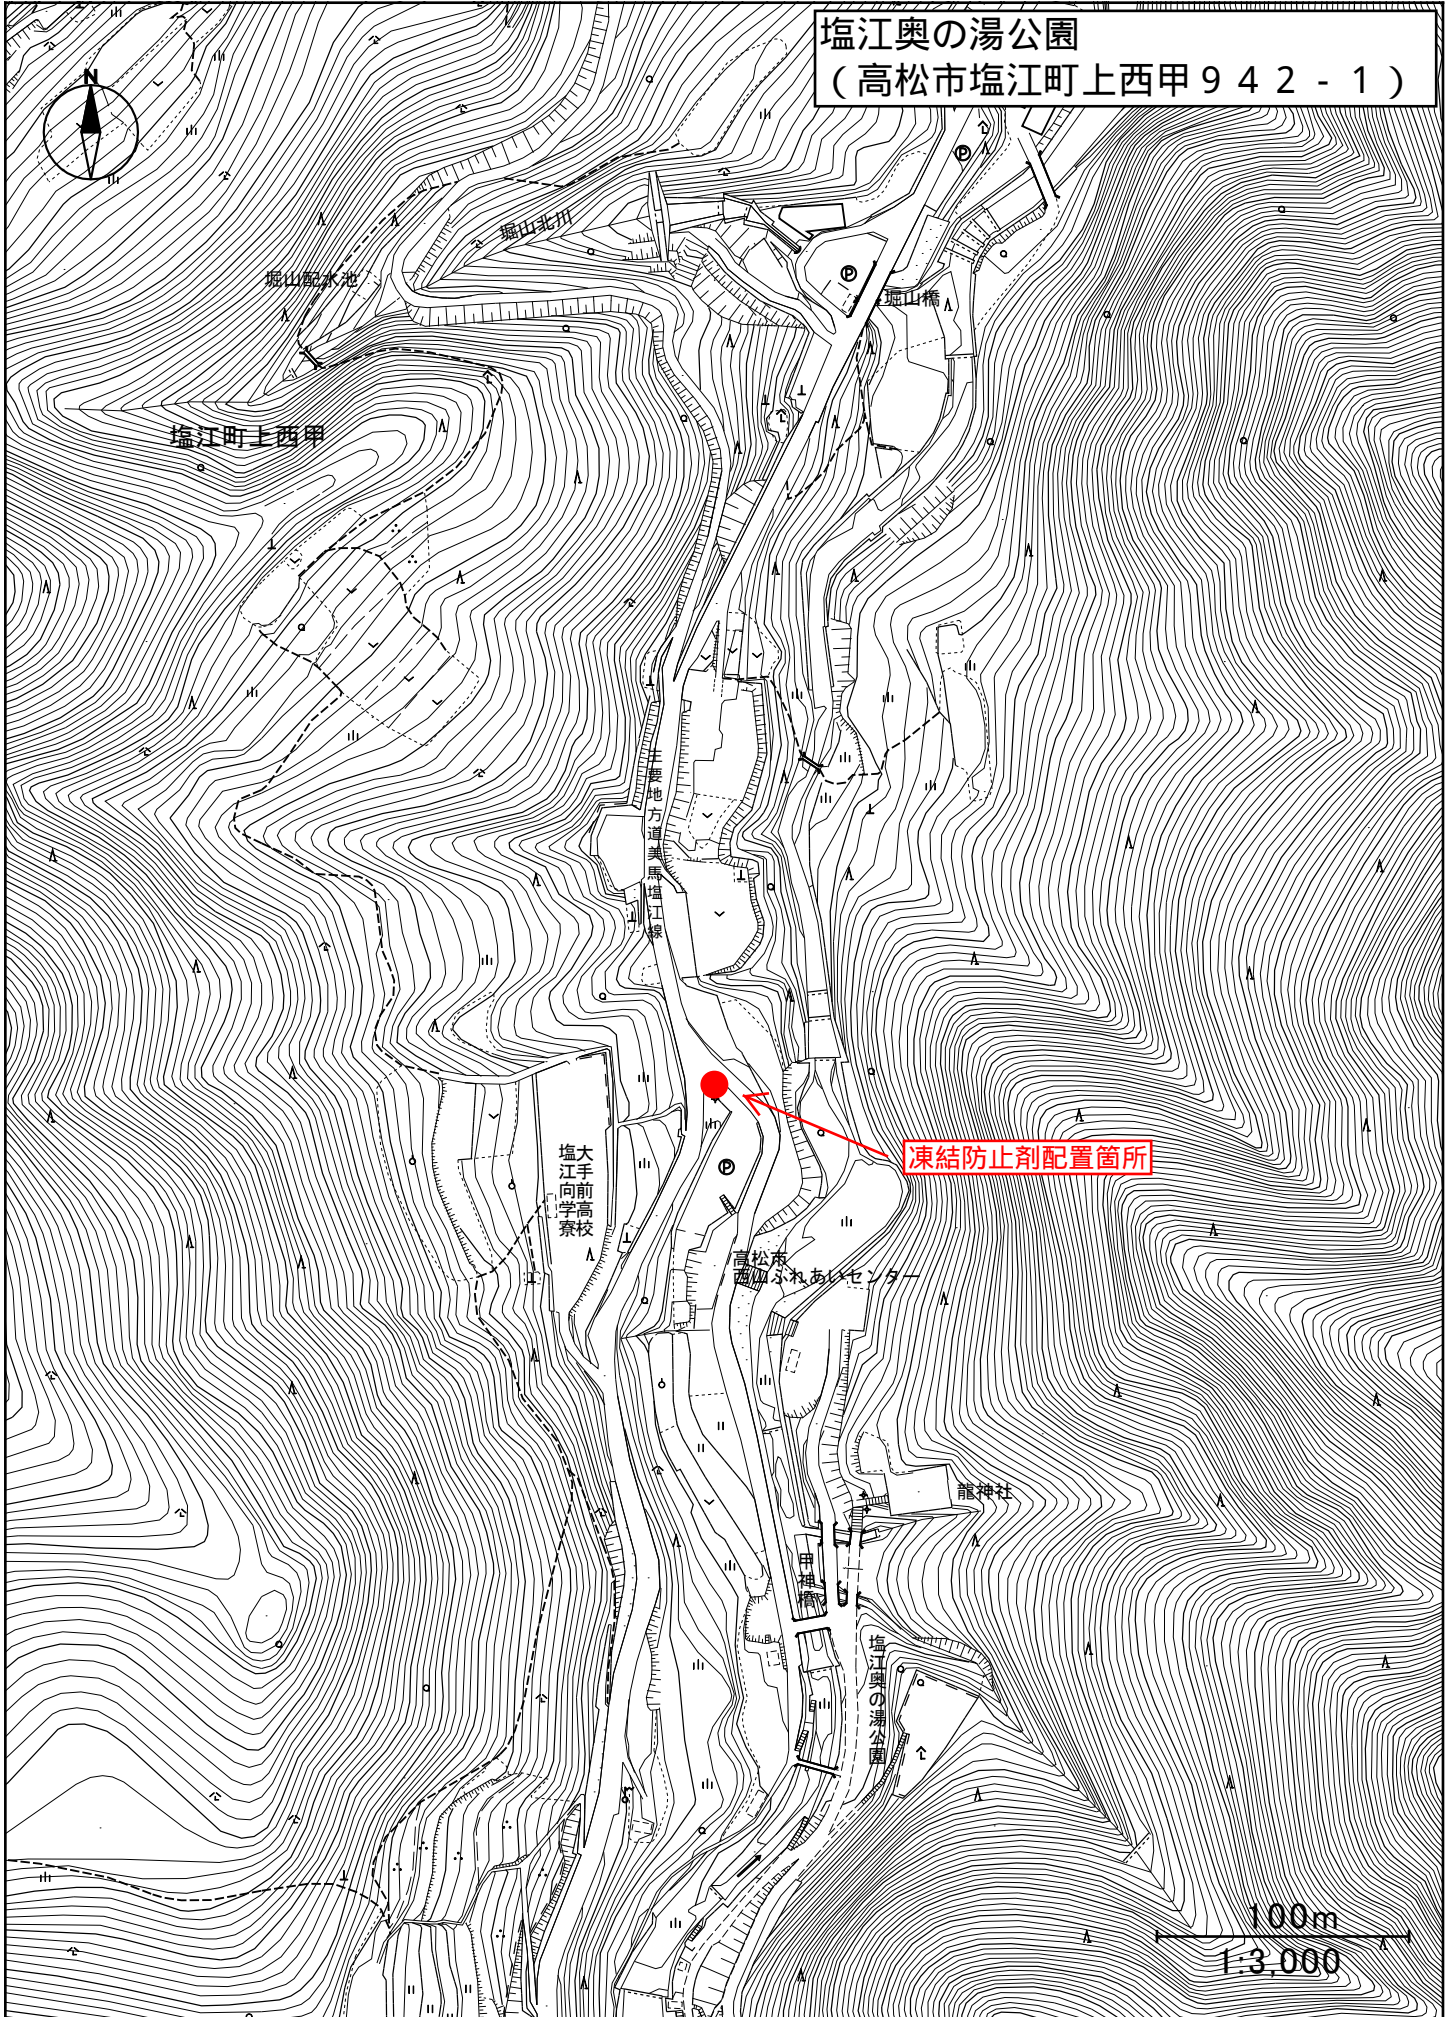 塩江奥の湯公園
（高松市塩江町上西甲９４２-１）
N
堀山北川
堀山配水池
堀山橋
塩江町上西甲
主要地方道美馬塩江線
凍結防止剤配置箇所
大手前高校
塩江向学寮
高松市
西山ふれあいセンター
龍神社
甲神橋
塩江奥の湯公園
100m
1:3,000